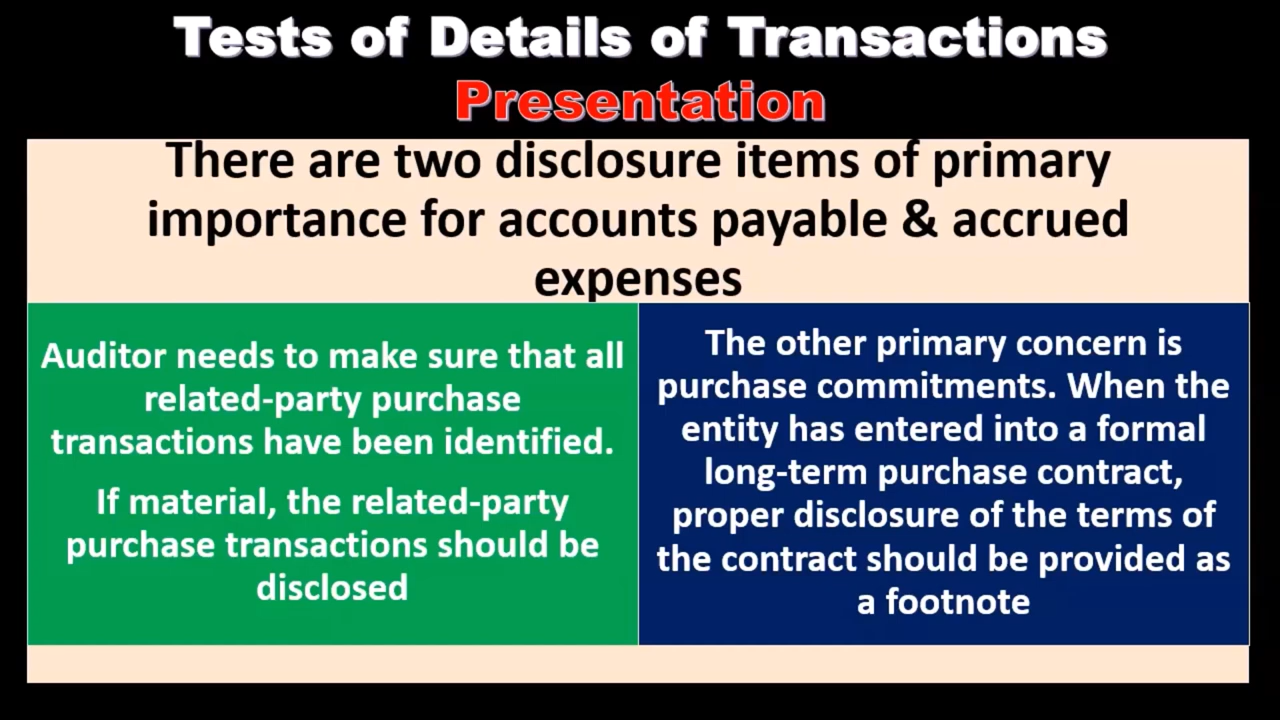 Tests of Details of Transactions
Presentation
There are two disclosure items of primary
importance for accounts payable & accrued
expenses
Auditor needs to make sure that all
related-party purchase
transactions have been identified.
If material, the related-party
purchase transactions should be
disclosed
The other primary concern is
purchase commitments. When the
entity has entered into a formal
long-term purchase contract,
proper disclosure of the terms of
the contract should be provided as
a footnote